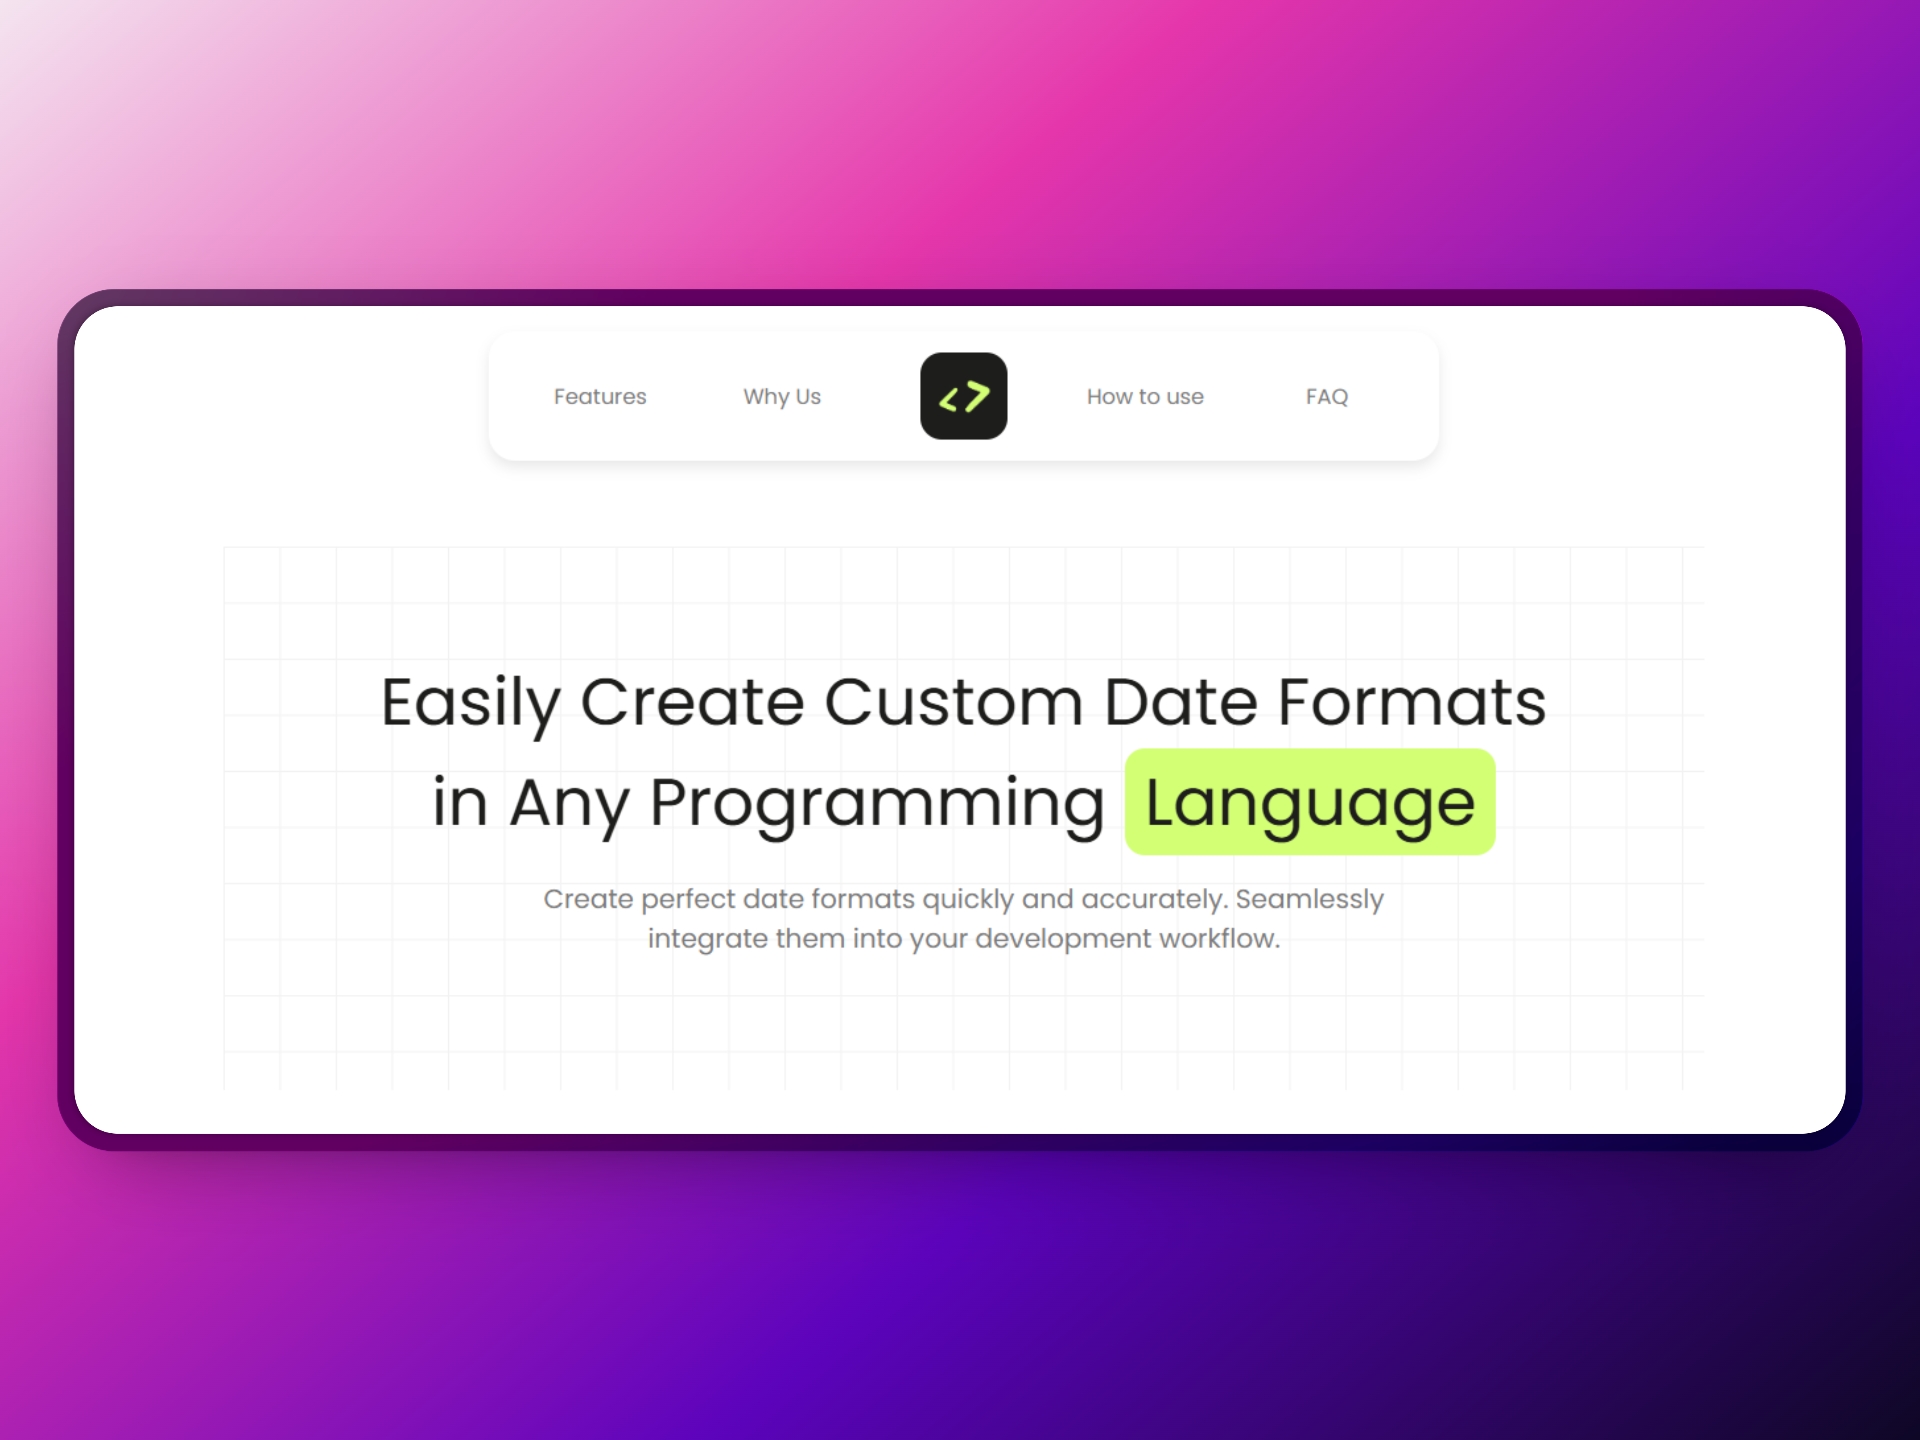 Features
Why Us
</>
How to use
FAQ
Easily Create Custom Date Formats
in Any Programming Language
Create perfect date formats quickly and accurately. Seamlessly
integrate them into your development workflow.